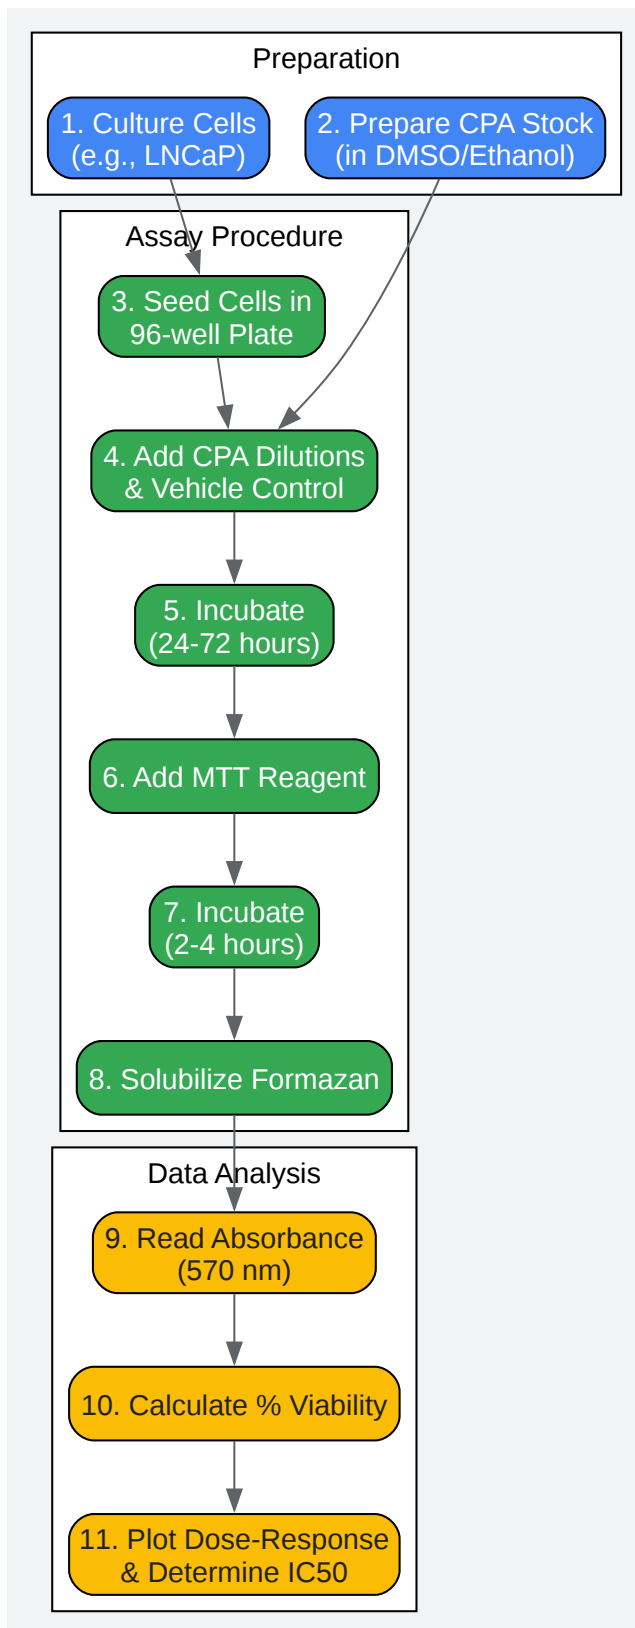 Preparation
1. Culture Cells
(e.g., LNCaP)
2. Prepare CPA Stock
(in DMSO/Ethanol)
Assay Procedure
3. Seed Cells in
96-well Plate
4. Add CPA Dilutions
& Vehicle Control
5. Incubate
(24-72 hours)
6. Add MTT Reagent
7. Incubate
(2-4 hours)
8. Solubilize Formazan
Data Analysis
9. Read Absorbance
(570 nm)
10. Calculate % Viability
11. Plot Dose-Response
& Determine IC50